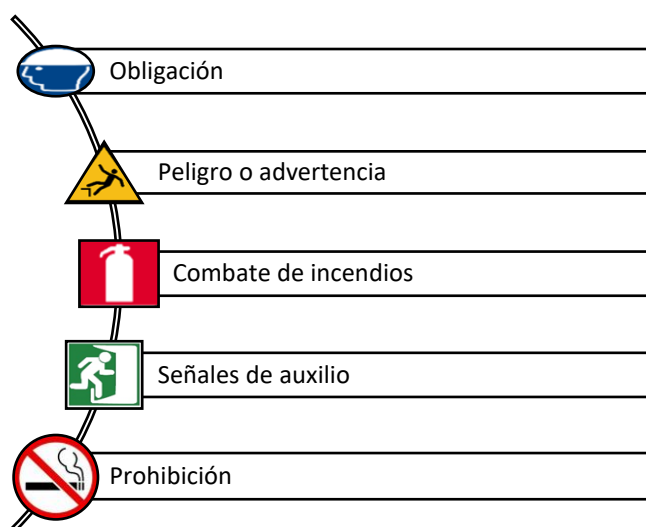 Obligación
Peligro o advertencia
Combate de incendios
Señales de auxilio
Prohibición